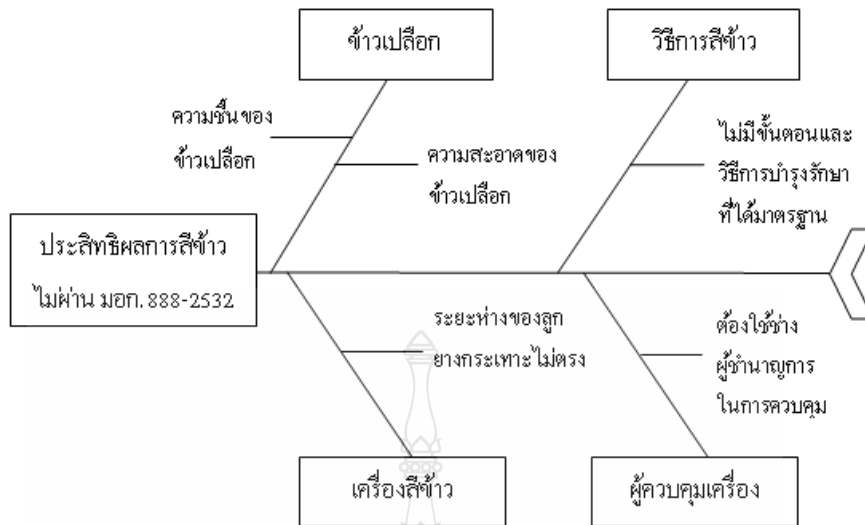 ข้าวเปลือก
วิธีการสีข้าว
ความชื้นของ
ข้าวเปลือก
ความสะอาดของ
ข้าวเปลือก
ไม่มีขั้นตอนและ
วิธีการบำรุงรักษา
ที่ได้มาตรฐาน
ประสิทธิผลการสีข้าว
ไม่ผ่าน มอก. 888-2532
ระยะห่างของลูก
ยางกระเทาะไม่ตรง
ต้องใช้ช่าง
ผู้ชำนาญการ
ในการควบคุม
เครื่องสีข้าว
ผู้ควบคุมเครื่อง